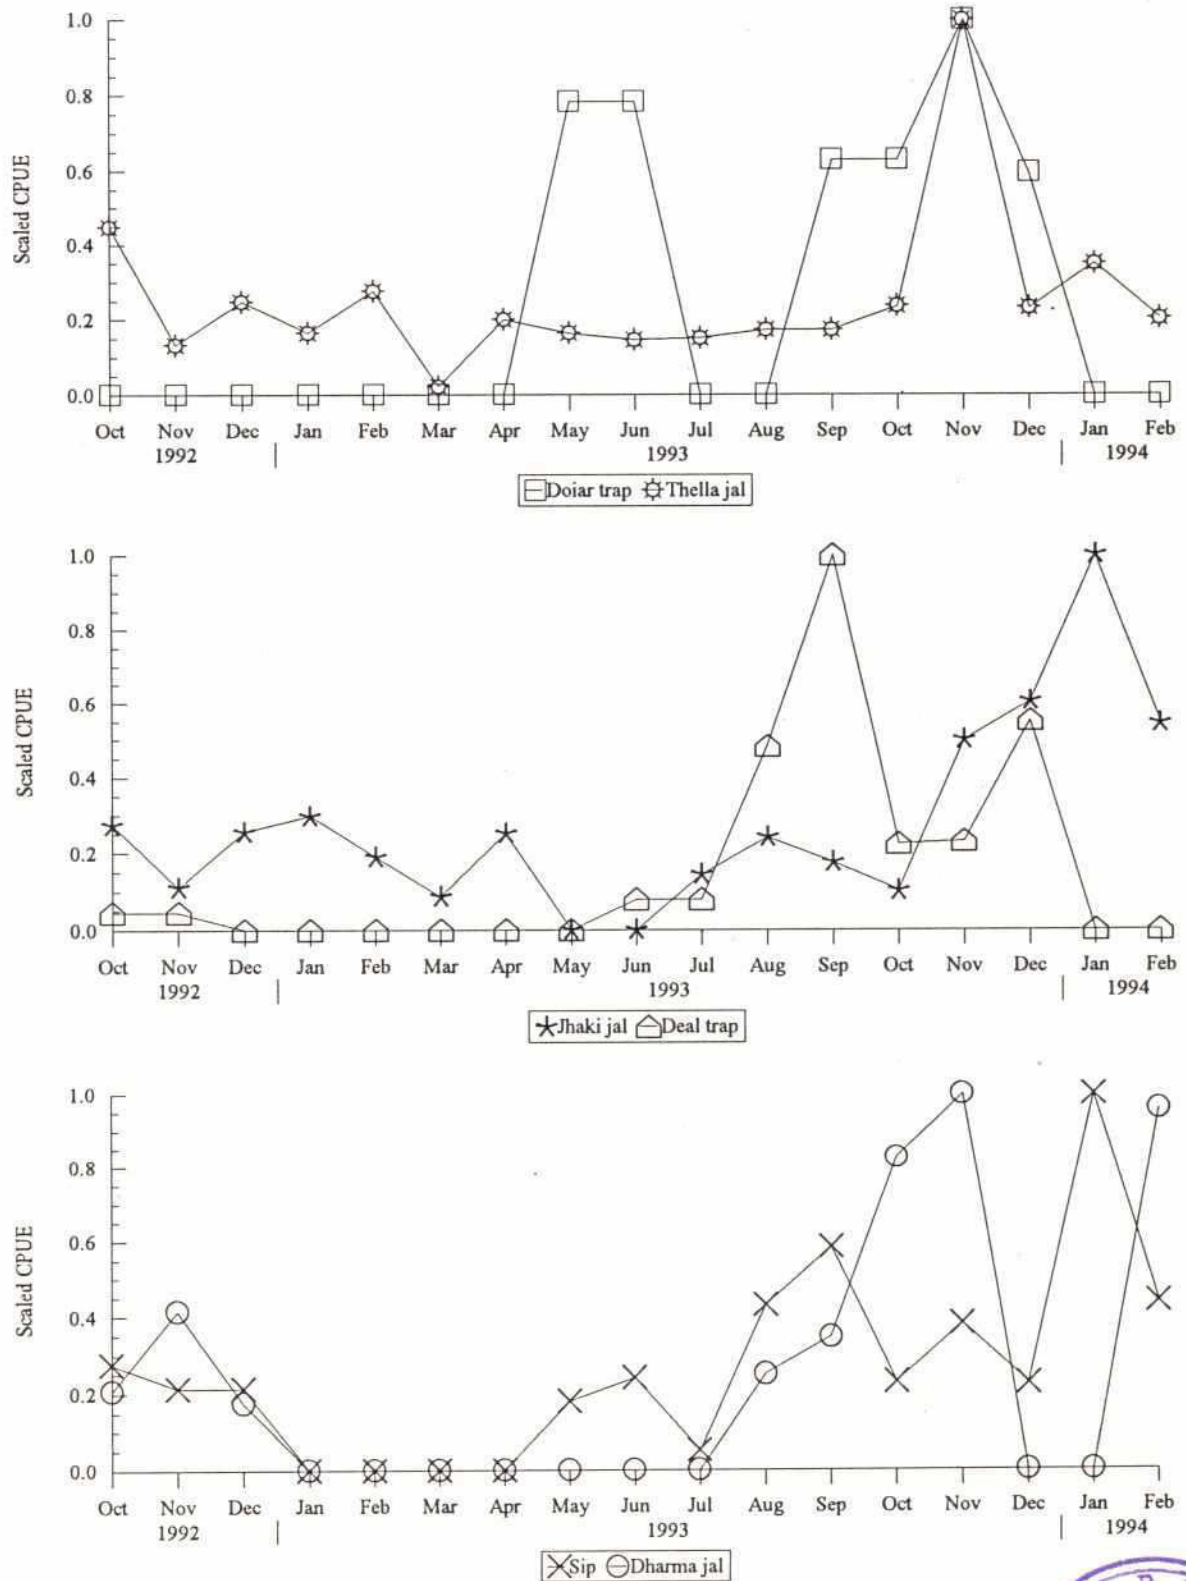 1.0
0.8
0.6
0.4
0.2
0.0
Scaled CPUE
Oct Nov Dec Jan Feb Mar Apr May Jun Jul Aug Sep Oct Nov Dec Jan Feb
1992 | 1993 | 1994
Doiar trap Thella jal
1.0
0.8
0.6
0.4
0.2
0.0
Scaled CPUE
Oct Nov Dec Jan Feb Mar Apr May Jun Jul Aug Sep Oct Nov Dec Jan Feb
1992 | 1993 | 1994
Jhaki jal Deal trap
1.0
0.8
0.6
0.4
0.2
0.0
Scaled CPUE
Oct Nov Dec Jan Feb Mar Apr May Jun Jul Aug Sep Oct Nov Dec Jan Feb
1992 | 1993 | 1994
Sip Dharma jal